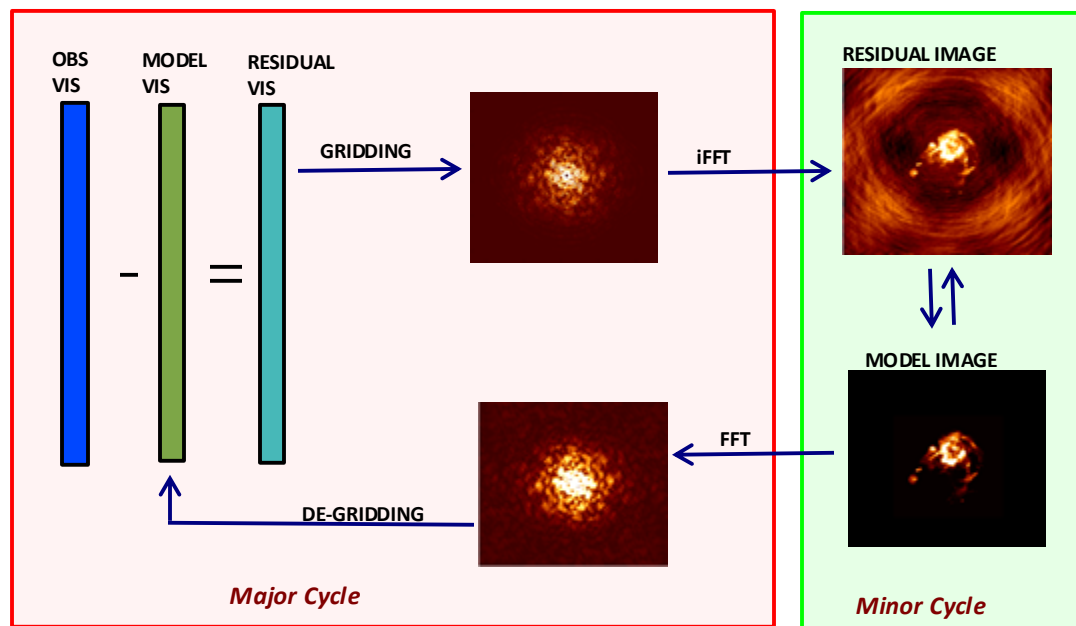 OBS
VIS
MODEL
VIS
RESIDUAL
VIS
RESIDUAL IMAGE
GRIDDING
iFFT
MODEL IMAGE
FFT
DE-GRIDDING
Major Cycle
Minor Cycle